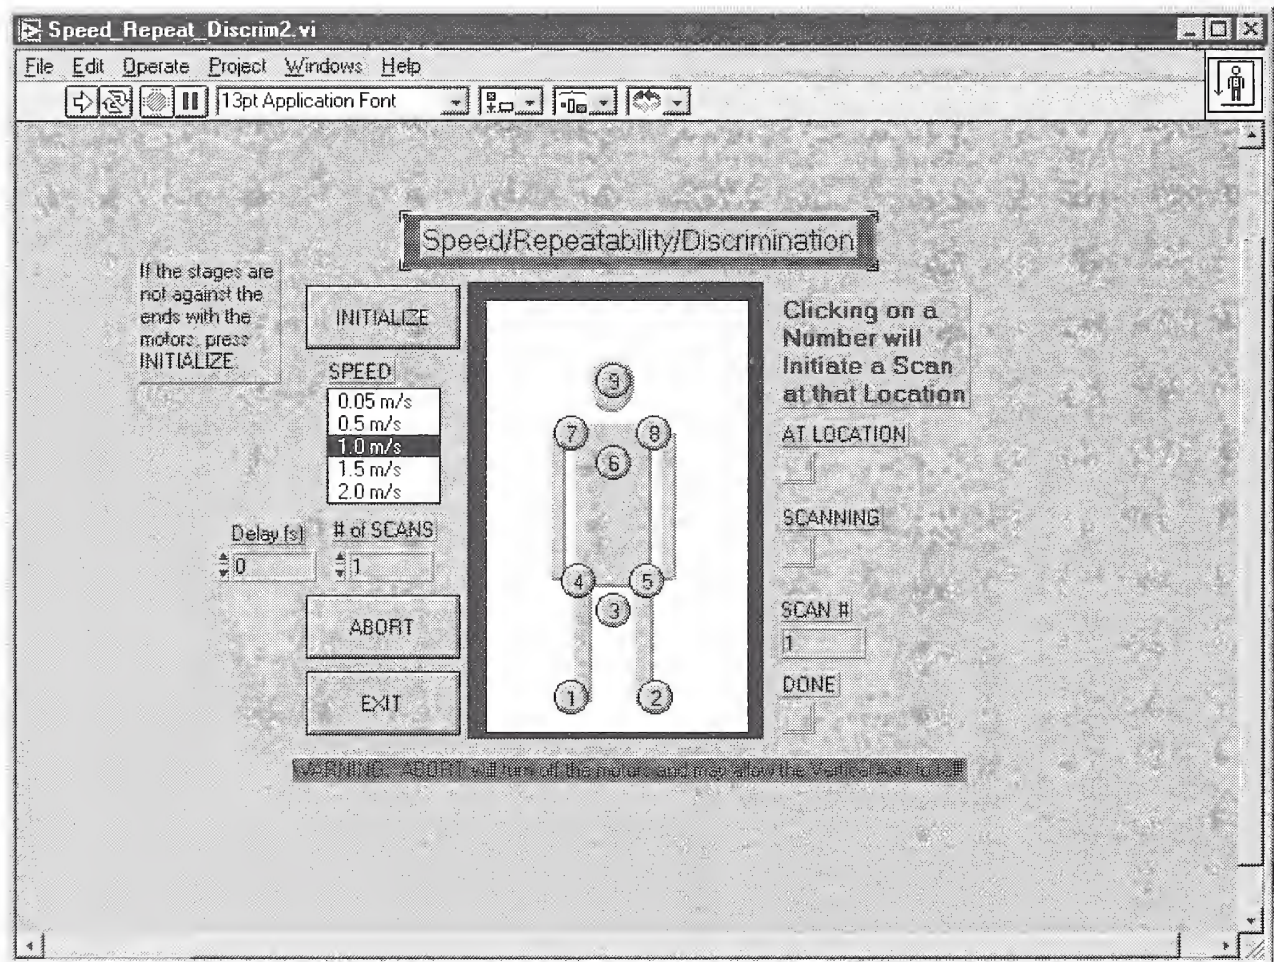 Speed_Repeat_Discrim2.vi
File Edit Operate Project Windows Help
13pt Application Font
Speed/Repeatability/Discrimination
If the stages are
not against the
ends with the
motors, press
INITIALIZE.
INITIALIZE
SPEED
0.05 m/s
0.5 m/s
1.0 m/s
1.5 m/s
2.0 m/s
Delay (s)
0
# of SCANS
1
ABORT
EXIT
9
7
8
6
4
5
3
1
2
Clicking on a
Number will
Initiate a Scan
at that Location
AT LOCATION
SCANNING
SCAN #
1
DONE
WARNING: ABORT will turn off the motors and may allow the Vertical Axis to fall!